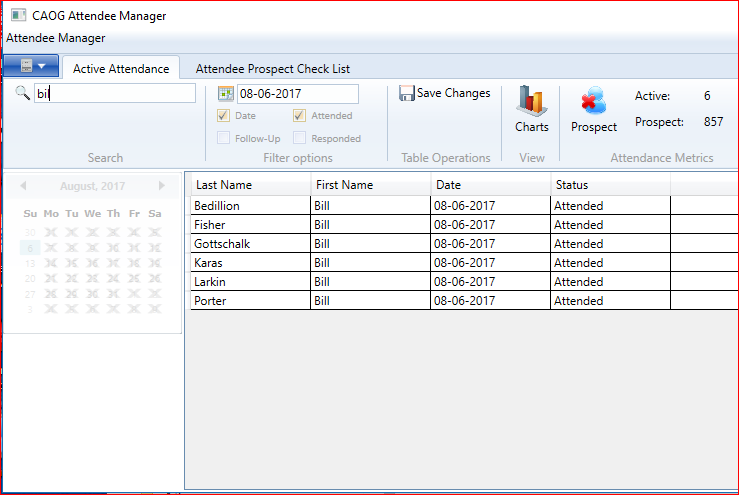 CAOG Attendee Manager
Attendee Manager
Active Attendance Attendee Prospect Check List
bil 08-06-2017 Save Changes Active: 6
Date Attended
Charts Prospect Prospect: 857
Follow-Up Responded
Search Filter options Table Operations View Attendance Metrics
August, 2017
Last Name First Name Date Status
Su Mo Tu We Th Fr Sa
Bedillion Bill 08-06-2017 Attended
30
Fisher Bill 08-06-2017 Attended
6
Gottschalk Bill 08-06-2017 Attended
13
Karas Bill 08-06-2017 Attended
20
Larkin Bill 08-06-2017 Attended
27
Porter Bill 08-06-2017 Attended
3